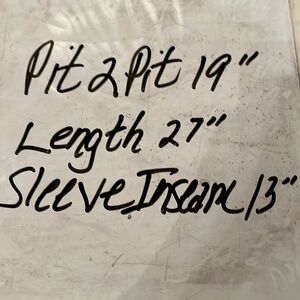 Pit 2 Pit 19"
Length 27"
Sleeve Inseam 13"